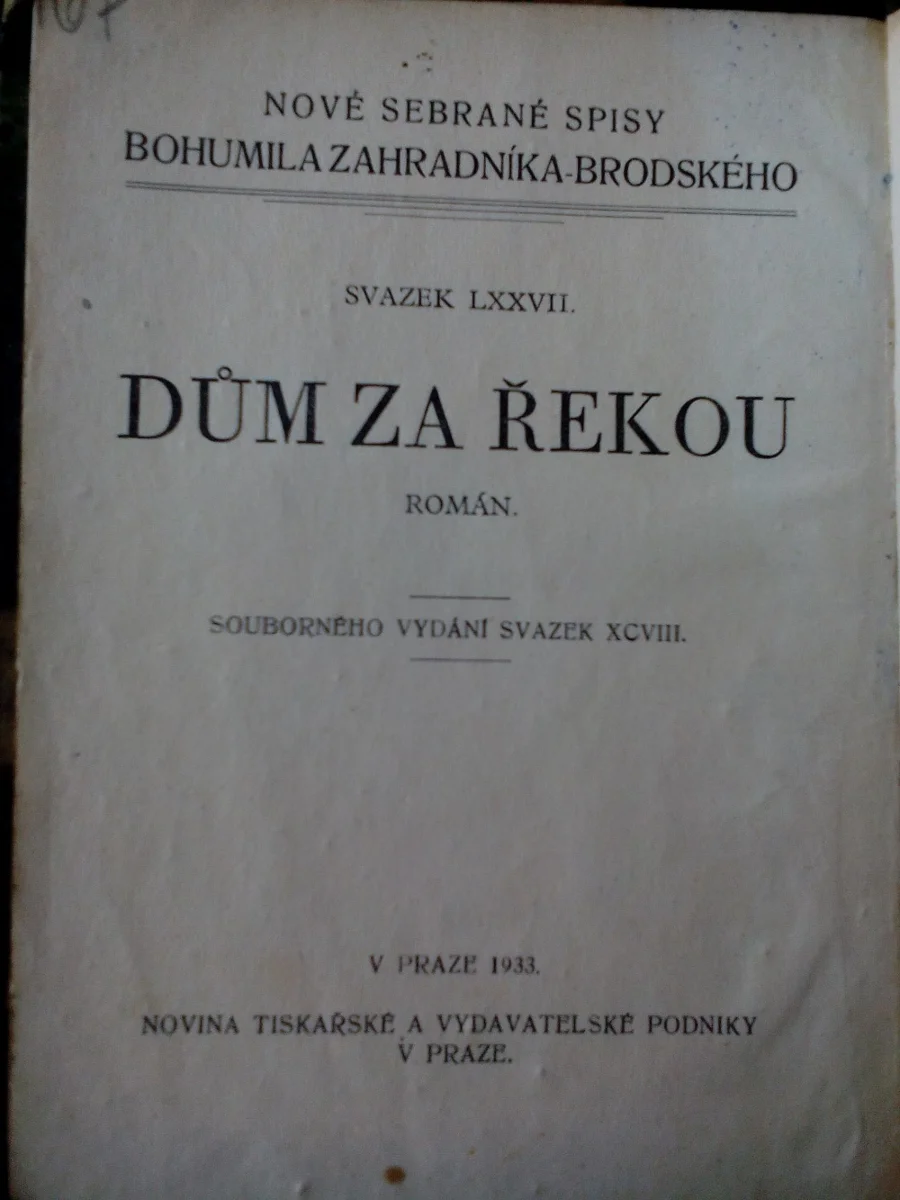 NOVÉ SEBRANÉ SPISY
BOHUMILA ZAHRADNÍKA-BRODSKÉHO
SVAZEK LXXVII.
DŮM ZA ŘEKOU
ROMÁN.
SOUBORNÉHO VYDÁNÍ SVAZEK XCVIII.
V PRAZE 1933.
NOVINA TISKAŘSKÉ A VYDAVATELSKÉ PODNIKY
V PRAZE.